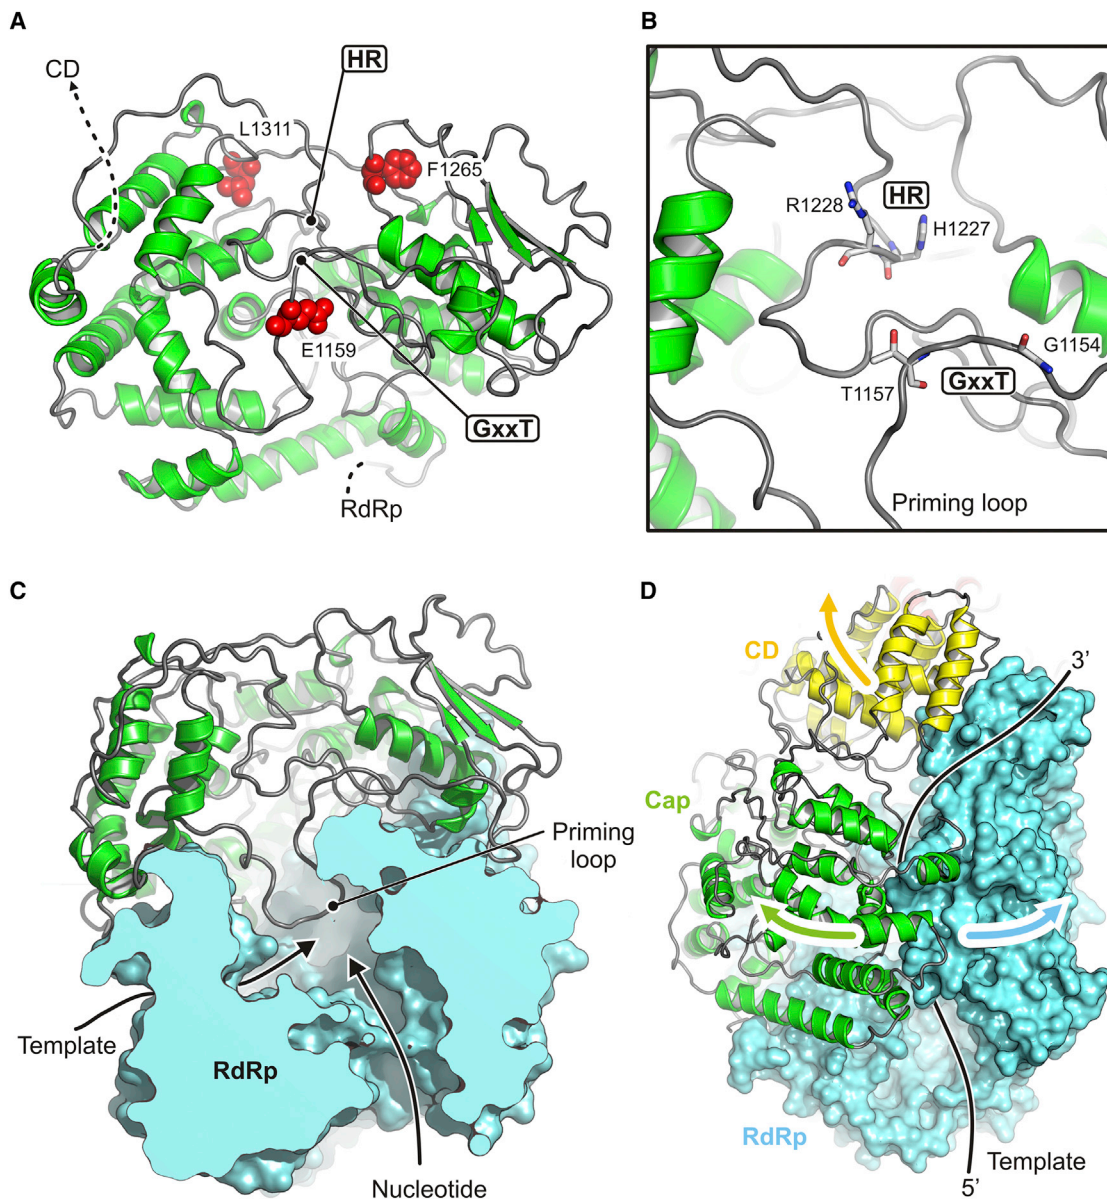 A
HR
CD
L1311
F1265
E1159
GxxT
RdRp
B
R1228
HR
H1227
G1154
T1157
GxxT
Priming loop
C
Priming
loop
Template
RdRp
Nucleotide
D
CD
3’
Cap
RdRp
Template
5’